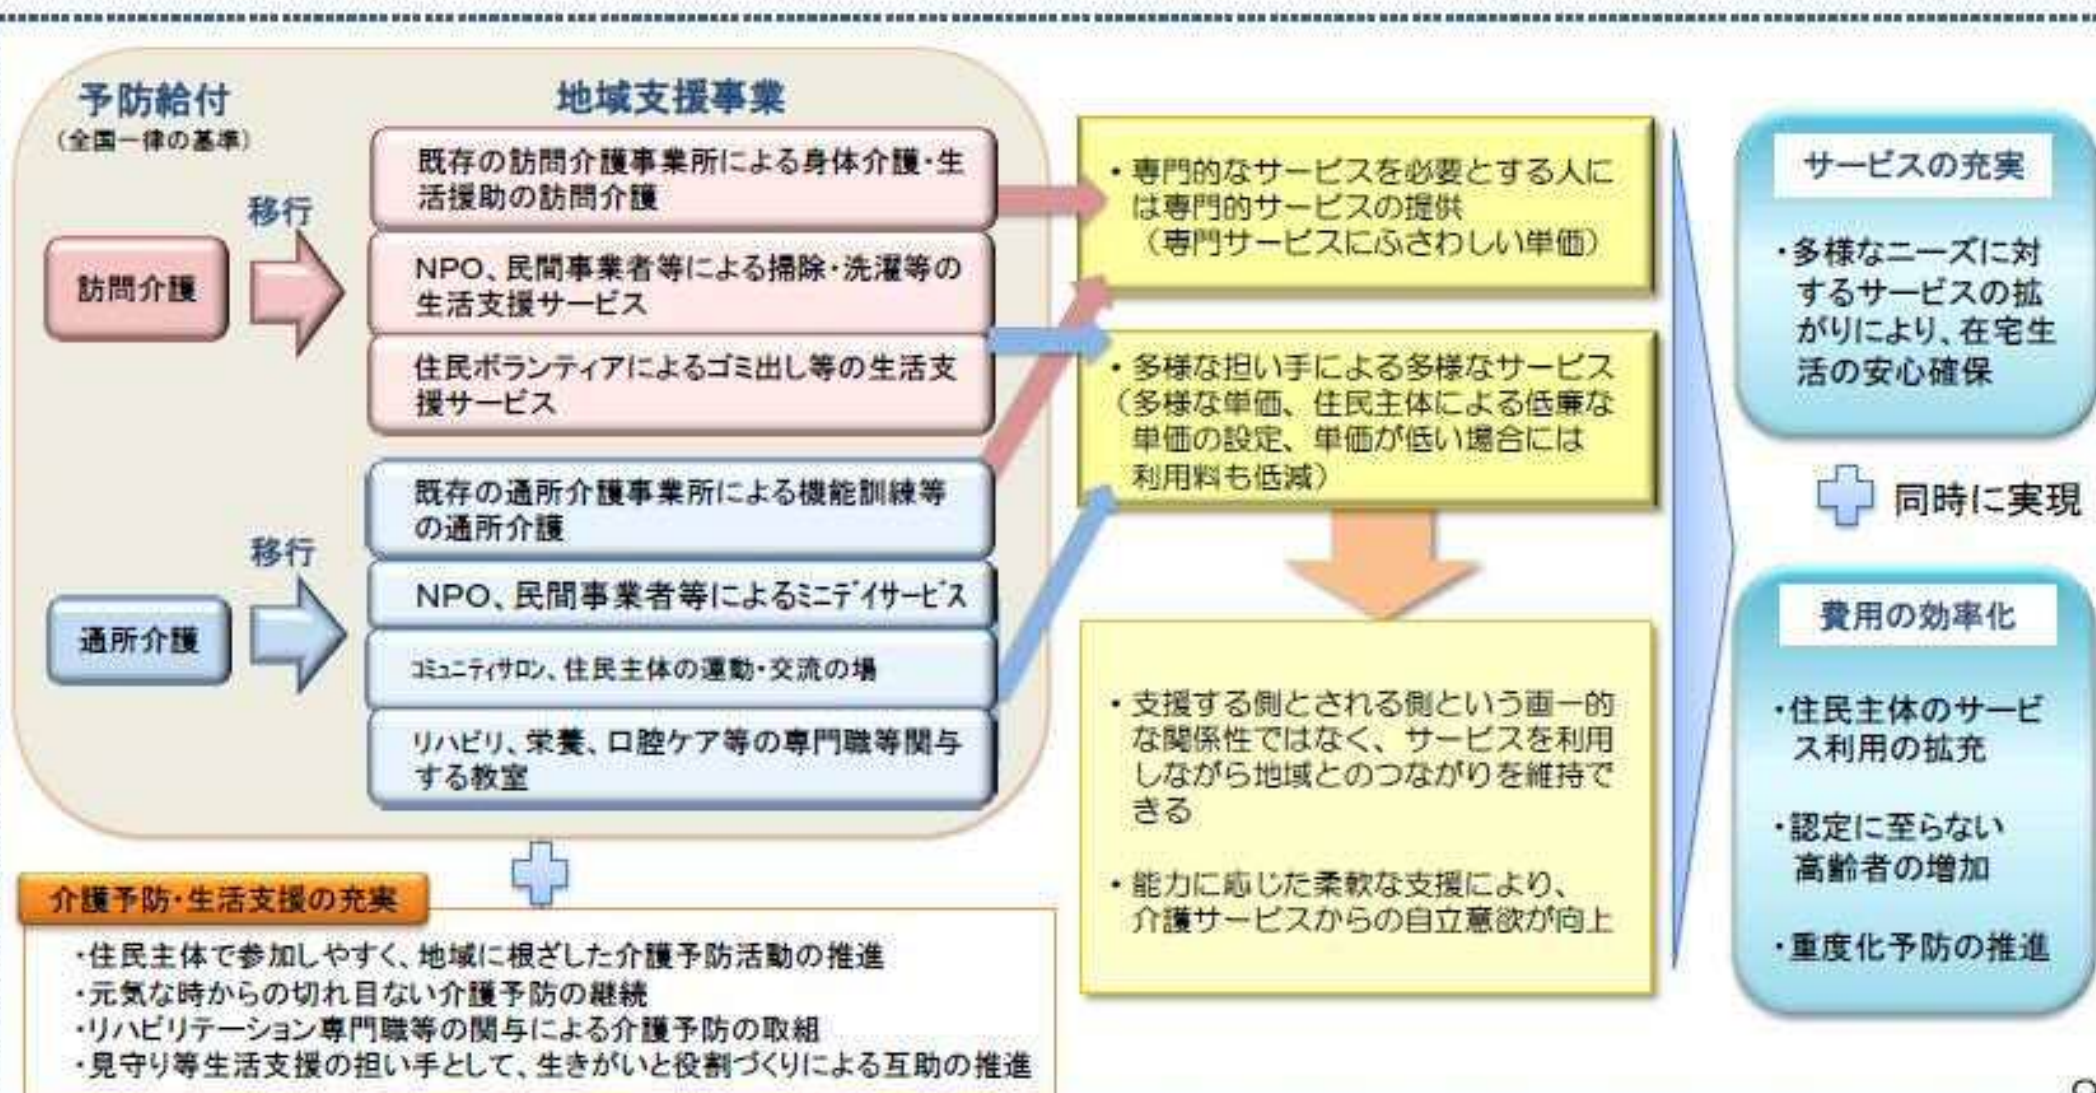 予防給付
(全国一律の基準)
訪問介護
移行
通所介護
移行
地域支援事業
既存の訪問介護事業所による身体介護・生
活援助の訪問介護
NPO、民間事業者等による掃除・洗濯等の
生活支援サービス
住民ボランティアによるゴミ出し等の生活支
援サービス
既存の通所介護事業所による機能訓練等
の通所介護
NPO、民間事業者等によるミニデイサービス
コミュニティサロン、住民主体の運動・交流の場
リハビリ、栄養、口腔ケア等の専門職等関与
する教室
介護予防・生活支援の充実
・住民主体で参加しやすく、地域に根ざした介護予防活動の推進
・元気な時からの切れ目ない介護予防の継続
・リハビリテーション専門職等の関与による介護予防の取組
・見守り等生活支援の担い手として、生きがいと役割づくりによる互助の推進
・専門的なサービスを必要とする人に
は専門的サービスの提供
(専門サービスにふさわしい単価)
・多様な担い手による多様なサービス
(多様な単価、住民主体による低廉な
単価の設定、単価が低い場合には
利用料も低減)
・支援する側とされる側という画一的
な関係性ではなく、サービスを利用
しながら地域とのつながりを維持で
きる
・能力に応じた柔軟な支援により、
介護サービスからの自立意欲が向上
サービスの充実
・多様なニーズに対
するサービスの拡
がりにより、在宅生
活の安心確保
同時に実現
費用の効率化
・住民主体のサービ
ス利用の拡充
・認定に至らない
高齢者の増加
・重度化予防の推進